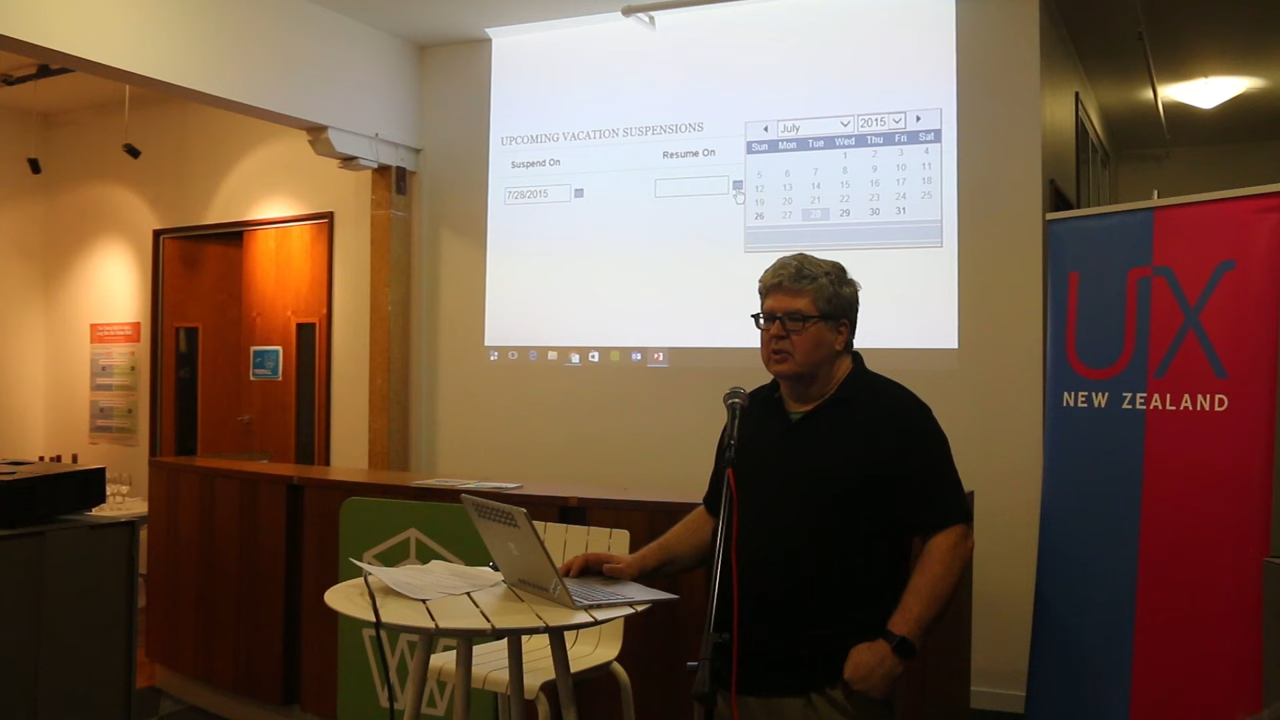 UPCOMING VACATION SUSPENSIONS
Suspend On
Resume On
7/28/2015
July 2015
Sun Mon Tue Wed Thu Fri Sat
1 2 3 4
5 6 7 8 9 10 11
12 13 14 15 16 17 18
19 20 21 22 23 24 25
26 27 28 29 30 31
UX
NEW ZEALAND